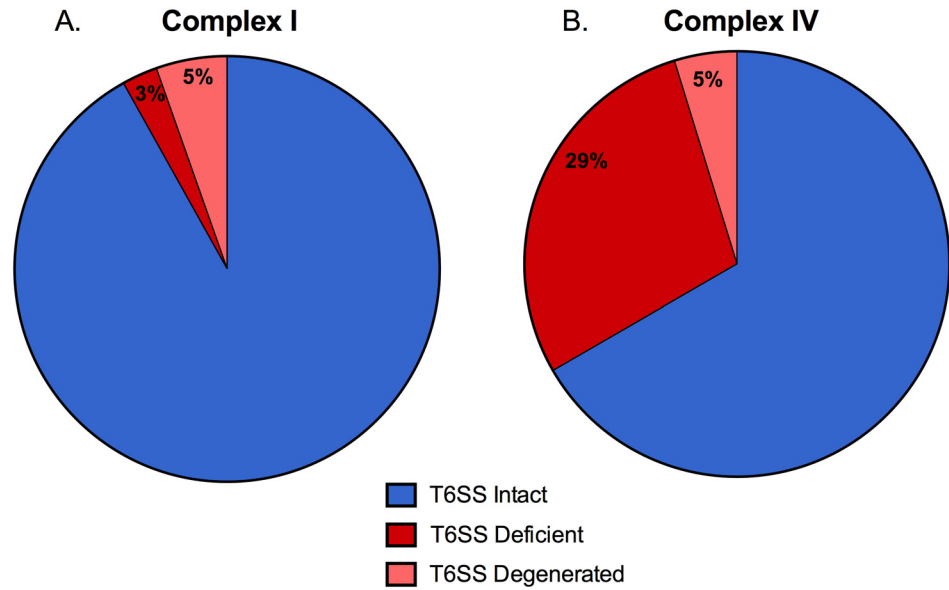 A. Complex I
B. Complex IV
3%
5%
29%
5%
T6SS Intact
T6SS Deficient
T6SS Degenerated